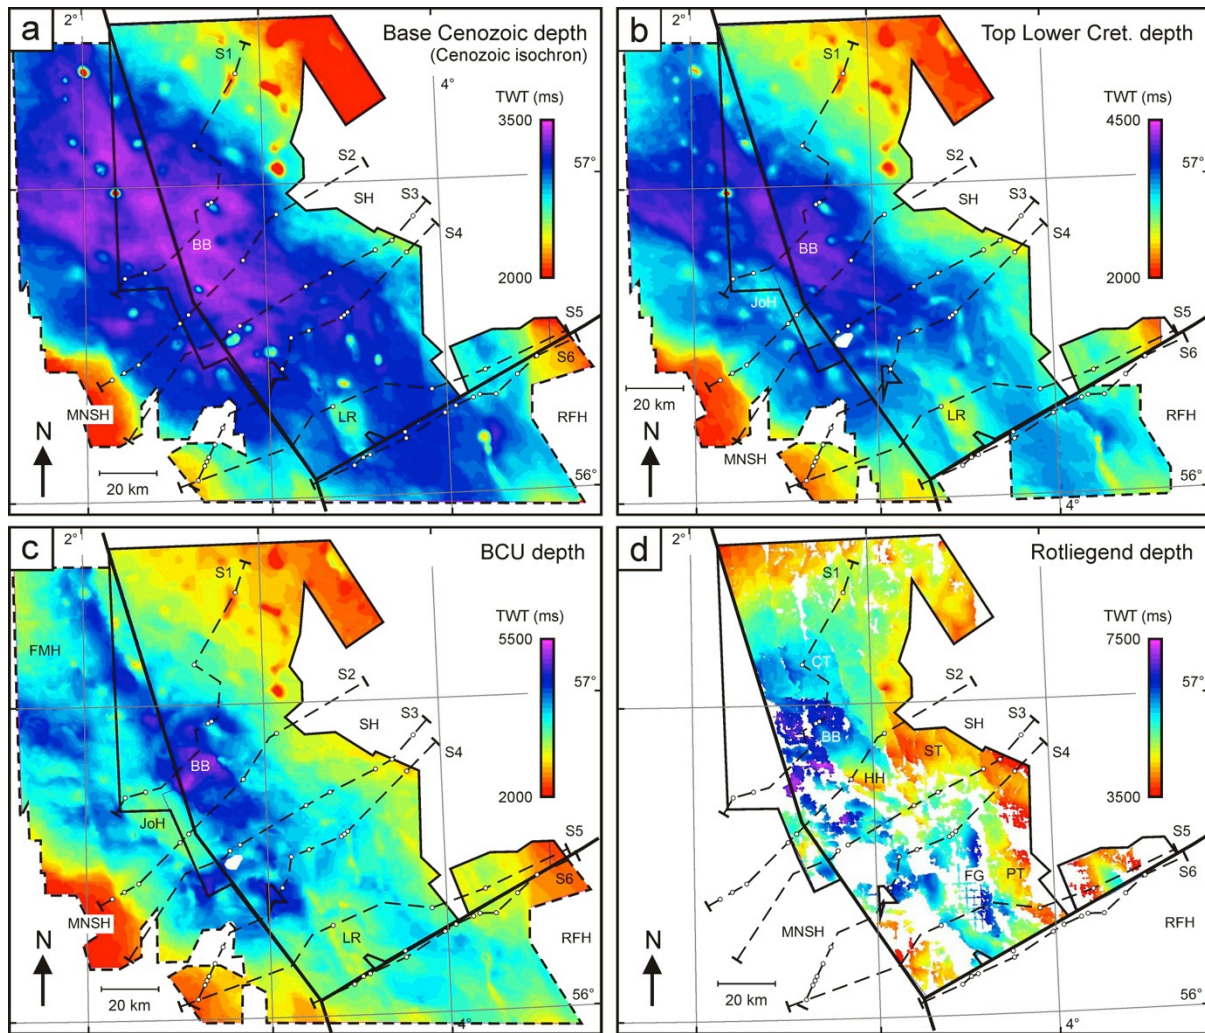 a
2°
Base Cenozoic depth
(Cenozoic isochron)
4°
TWT (ms)
3500
57°
2000
S1
S2
S3
S4
S5
S6
SH
BB
LR
MNSH
RFH
N
20 km
56°
b
2°
Top Lower Cret. depth
TWT (ms)
4500
57°
2000
S1
S2
S3
S4
S5
S6
SH
BB
JoH
LR
20 km
MNSH
RFH
N
56°
4°
c
2°
BCU depth
TWT (ms)
5500
57°
2000
S1
S2
S3
S4
S5
S6
FMH
SH
BB
JoH
LR
MNSH
RFH
N
20 km
56°
d
2°
Rotliegend depth
TWT (ms)
7500
57°
3500
S1
S2
S3
S4
S5
S6
CT
SH
BB
ST
HH
FG
PT
MNSH
RFH
N
20 km
56°
4°